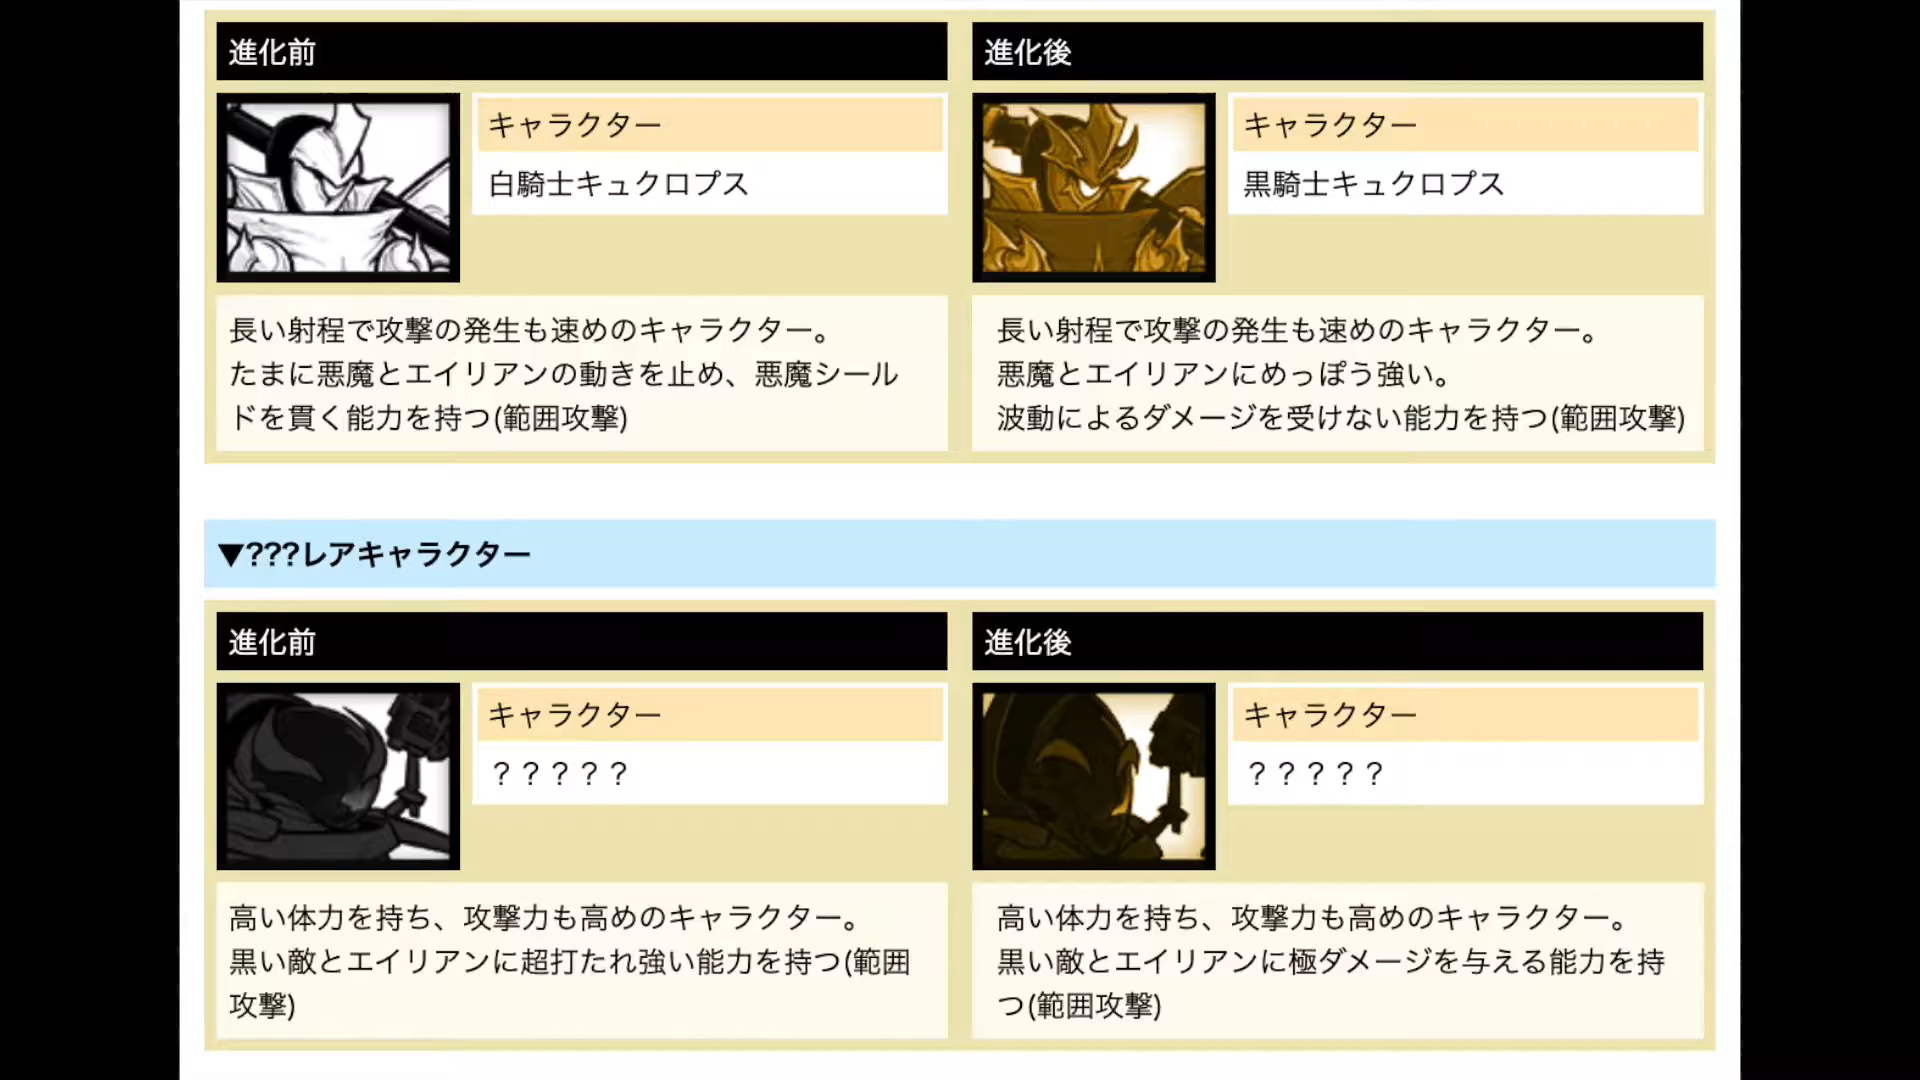 進化前
キャラクター
白騎士キュクロプス
長い射程で攻撃の発生も速めのキャラクター。
たまに悪魔とエイリアンの動きを止め、悪魔シール
ドを貫く能力を持つ(範囲攻撃)
進化後
キャラクター
黒騎士キュクロプス
長い射程で攻撃の発生も速めのキャラクター。
悪魔とエイリアンにめっぽう強い。
波動によるダメージを受けない能力を持つ(範囲攻撃)
▼???レアキャラクター
進化前
キャラクター
？？？？？
高い体力を持ち、攻撃力も高めのキャラクター。
黒い敵とエイリアンに超打たれ強い能力を持つ(範囲
攻撃)
進化後
キャラクター
？？？？？
高い体力を持ち、攻撃力も高めのキャラクター。
黒い敵とエイリアンに極ダメージを与える能力を持
つ(範囲攻撃)